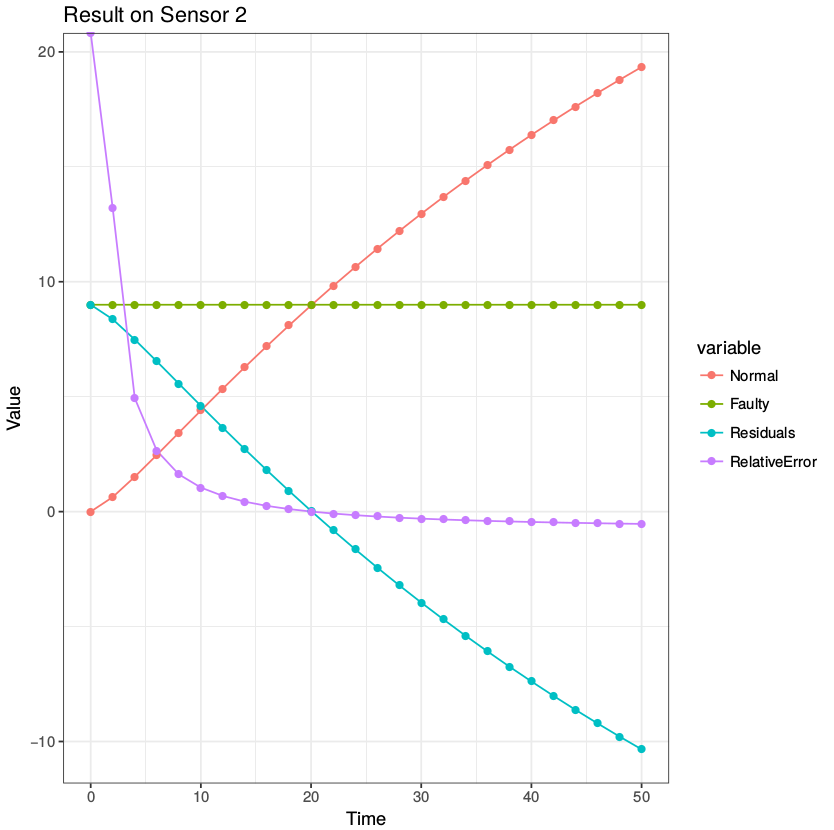 Result on Sensor 2
20
10
0
−10
Value
0 10 20 30 40 50
Time
variable
Normal
Faulty
Residuals
RelativeError